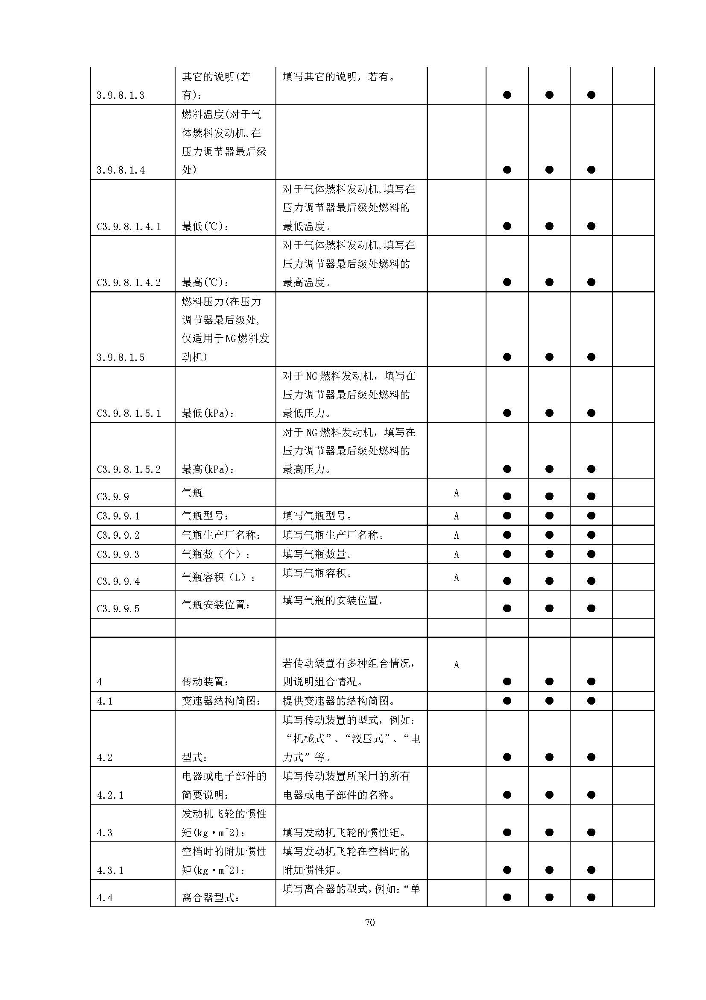 其它的说明(若 填写其它的说明，若有。
3.9.8.1.3 有)： ● ● ●
燃料温度(对于气
体燃料发动机,在
压力调节器最后级
3.9.8.1.4 处) ● ● ●
对于气体燃料发动机,填写在
压力调节器最后级处燃料的
C3.9.8.1.4.1 最低(℃)： 最低温度。 ● ● ●
对于气体燃料发动机,填写在
压力调节器最后级处燃料的
C3.9.8.1.4.2 最高(℃)： 最高温度。 ● ● ●
燃料压力(在压力
调节器最后级处,
仅适用于NG燃料发
3.9.8.1.5 动机) ● ● ●
对于 NG 燃料发动机，填写在
压力调节器最后级处燃料的
C3.9.8.1.5.1 最低(kPa)： 最低压力。 ● ● ●
对于 NG 燃料发动机，填写在
压力调节器最后级处燃料的
C3.9.8.1.5.2 最高(kPa)： 最高压力。 ● ● ●
C3.9.9 气瓶 A ● ● ●
C3.9.9.1 气瓶型号： 填写气瓶型号。 A ● ● ●
C3.9.9.2 气瓶生产厂名称： 填写气瓶生产厂名称。 A ● ● ●
C3.9.9.3 气瓶数（个）： 填写气瓶数量。 A ● ● ●
C3.9.9.4 气瓶容积（L）： 填写气瓶容积。 A ● ● ●
C3.9.9.5 气瓶安装位置： 填写气瓶的安装位置。 ● ● ●
若传动装置有多种组合情况， A
4 传动装置： 则说明组合情况。 ● ● ●
4.1 变速器结构简图： 提供变速器的结构简图。 ● ● ●
填写传动装置的型式，例如：
“机械式”、“液压式”、“电
4.2 型式： 力式”等。 ● ● ●
电器或电子部件的 填写传动装置所采用的所有
4.2.1 简要说明： 电器或电子部件的名称。 ● ● ●
发动机飞轮的惯性
4.3 矩(kg·m^2)： 填写发动机飞轮的惯性矩。 ● ● ●
空档时的附加惯性 填写发动机飞轮在空档时的
4.3.1 矩(kg·m^2)： 附加惯性矩。 ● ● ●
填写离合器的型式,例如：“单
4.4 离合器型式： ● ● ●
70